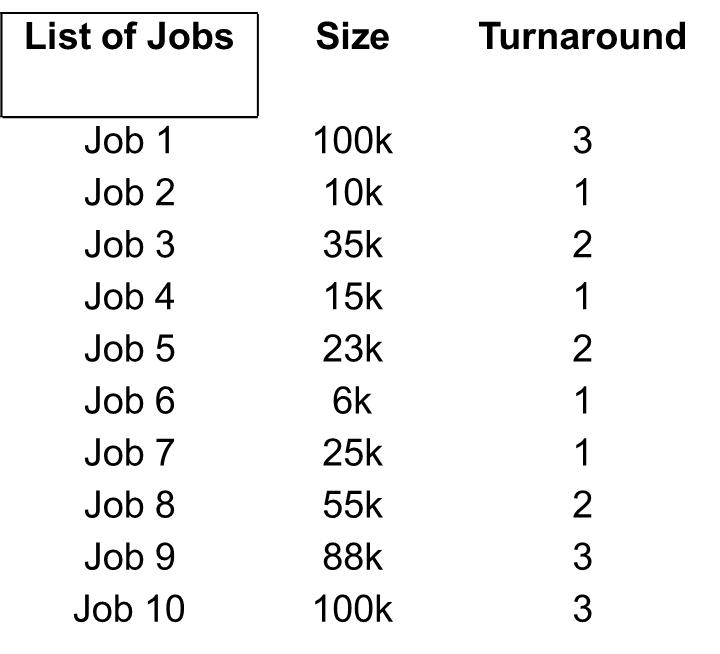 List of Jobs Size Turnaround
Job 1 100k 3
Job 2 10k 1
Job 3 35k 2
Job 4 15k 1
Job 5 23k 2
Job 6 6k 1
Job 7 25k 1
Job 8 55k 2
Job 9 88k 3
Job 10 100k 3